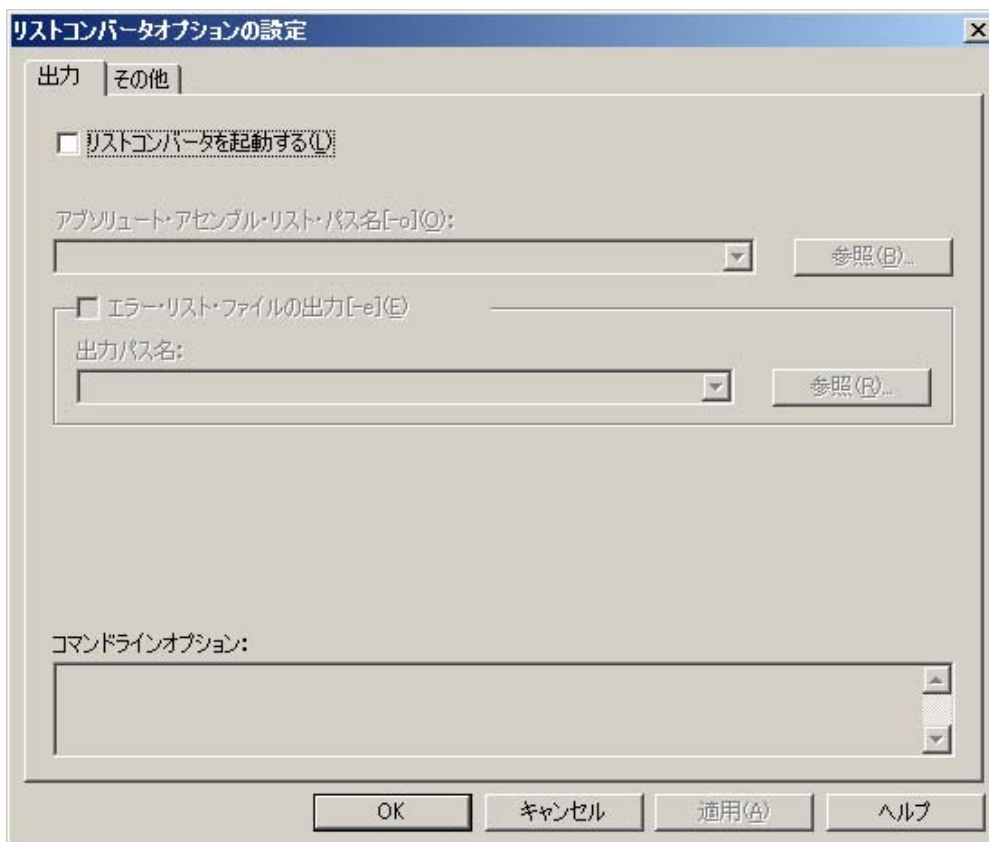 リストコンバータオプションの設定
出力
その他
リストコンバータを起動する(L)
アブソリュート・アセンブル・リスト・パス名[-o](O):
参照(B)...
エラー・リスト・ファイルの出力[-e](E)
出力パス名:
参照(R)...
コマンドラインオプション:
OK
キャンセル
適用(A)
ヘルプ